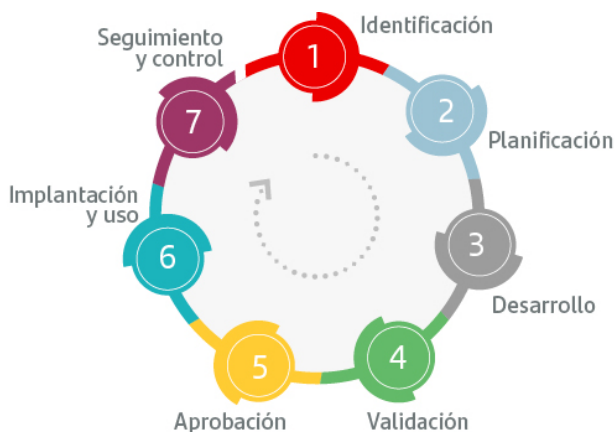 1
Identificación
2
Planificación
3
Desarrollo
4
Validación
5
Aprobación
6
Implantación
y uso
7
Seguimiento
y control